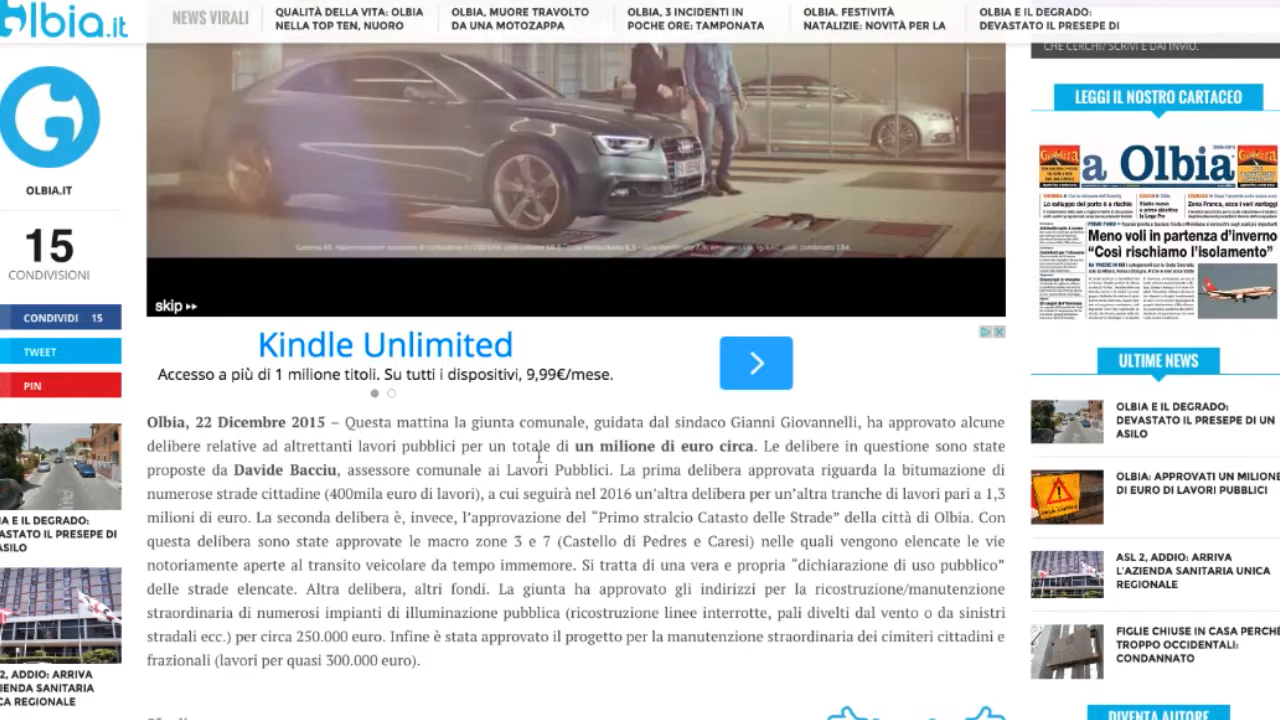 Olbia.it
NEWS VIRALI
QUALITÀ DELLA VITA: OLBIA
NELLA TOP TEN, NUORO
OLBIA, MUORE TRAVOLTO
DA UNA MOTOZAPPA
OLBIA, 3 INCIDENTI IN
POCHE ORE: TAMPONATA
OLBIA. FESTIVITÀ
NATALIZIE: NOVITÀ PER LA
OLBIA E IL DEGRADO:
DEVASTATO IL PRESEPE DI
OLBIA.IT
15
CONDIVISIONI
CONDIVIDI 15
TWEET
PIN
IA E IL DEGRADO:
ASTATO IL PRESEPE DI
ASILO
2, ADDIO: ARRIVA
IENDA SANITARIA
CA REGIONALE
skip
Kindle Unlimited
Accesso a più di 1 milione titoli. Su tutti i dispositivi, 9,99€/mese.
Olbia, 22 Dicembre 2015 – Questa mattina la giunta comunale, guidata dal sindaco Gianni Giovannelli, ha approvato alcune
delibere relative ad altrettanti lavori pubblici per un totale di un milione di euro circa. Le delibere in questione sono state
proposte da Davide Bacciu, assessore comunale ai Lavori Pubblici. La prima delibera approvata riguarda la bitumazione di
numerose strade cittadine (400mila euro di lavori), a cui seguirà nel 2016 un'altra delibera per un'altra tranche di lavori pari a 1,3
milioni di euro. La seconda delibera è, invece, l'approvazione del "Primo stralcio Catasto delle Strade" della città di Olbia. Con
questa delibera sono state approvate le macro zone 3 e 7 (Castello di Pedres e Caresi) nelle quali vengono elencate le vie
notoriamente aperte al transito veicolare da tempo immemore. Si tratta di una vera e propria "dichiarazione di uso pubblico"
delle strade elencate. Altra delibera, altri fondi. La giunta ha approvato gli indirizzi per la ricostruzione/manutenzione
straordinaria di numerosi impianti di illuminazione pubblica (ricostruzione linee interrotte, pali divelti dal vento o da sinistri
stradali ecc.) per circa 250.000 euro. Infine è stata approvato il progetto per la manutenzione straordinaria dei cimiteri cittadini e
frazionali (lavori per quasi 300.000 euro).
CHE CERCHI? SCRIVI E DAI INVIO.
LEGGI IL NOSTRO CARTACEO
Gallura
a Olbia
Gallura
Lo sviluppo del porto è a rischio
Zona Franca, ecco i veri vantaggi
Meno voli in partenza d'inverno
"Così rischiamo l'isolamento"
ULTIME NEWS
OLBIA E IL DEGRADO:
DEVASTATO IL PRESEPE DI UN
ASILO
OLBIA: APPROVATI UN MILIONE
DI EURO DI LAVORI PUBBLICI
ASL 2, ADDIO: ARRIVA
L'AZIENDA SANITARIA UNICA
REGIONALE
FIGLIE CHIUSE IN CASA PERCHÉ
TROPPO OCCIDENTALI:
CONDANNATO
DIVENTA AUTORE